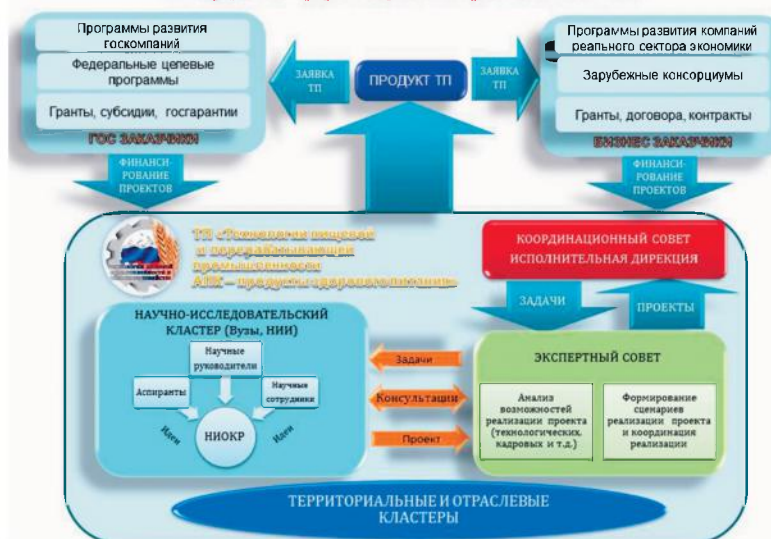 Программы развития
госкомпаний
Федеральные целевые
программы
Гранты, субсидии, госгарантии
ГОС ЗАКАЗЧИКИ
ЗАЯВКА
ТП
ПРОДУКТ ТП
ЗАЯВКА
ТП
Программы развития компаний
реального сектора экономики
Зарубежные консорциумы
Гранты, договора, контракты
БИЗНЕС ЗАКАЗЧИКИ
ФИНАНСИ-
РОВАНИЕ
ПРОЕКТОВ
ФИНАНСИ-
РОВАНИЕ
ПРОЕКТОВ
ТП «Технологии пищевой
и перерабатывающей
промышленности
АПК – продукты здорового питания»
КООРДИНАЦИОННЫЙ СОВЕТ
ИСПОЛНИТЕЛЬНАЯ ДИРЕКЦИЯ
ЗАДАЧИ
ПРОЕКТЫ
НАУЧНО-ИССЛЕДОВАТЕЛЬСКИЙ
КЛАСТЕР (Вузы, НИИ)
Научные
руководители
Аспиранты
Научные
сотрудники
Идеи
НИОКР
Идеи
Задачи
Консультации
Проект
ЭКСПЕРТНЫЙ СОВЕТ
Анализ
возможностей
реализации проекта
(технологических,
кадровых и т.д.)
Формирование
сценариев
реализации проекта
и координация
реализации
ТЕРРИТОРИАЛЬНЫЕ И ОТРАСЛЕВЫЕ
КЛАСТЕРЫ